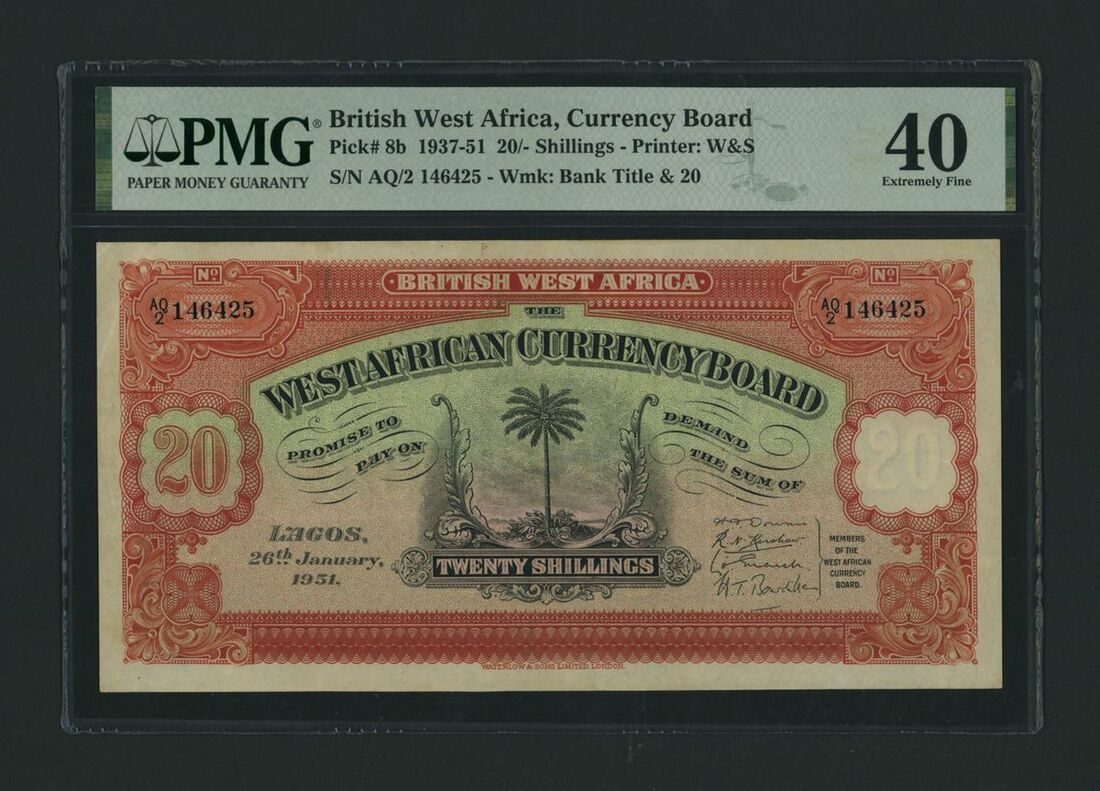 PMG®
PAPER MONEY GUARANTY
British West Africa, Currency Board
Pick# 8b 1937-51 20/- Shillings - Printer: W&S
S/N AQ/2 146425 - Wmk: Bank Title & 20
40
Extremely Fine
BRITISH WEST AFRICA
Nº
AQ/2 146425
Nº
AQ/2 146425
THE
WEST AFRICAN CURRENCY BOARD
PROMISE TO
PAY ON
DEMAND
THE SUM OF
20
20
LAGOS,
26th January,
1951.
TWENTY SHILLINGS
R. N. Kershaw
MEMBERS
OF THE
WEST AFRICAN
CURRENCY
BOARD.
WATERLOW & SONS LIMITED, LONDON.